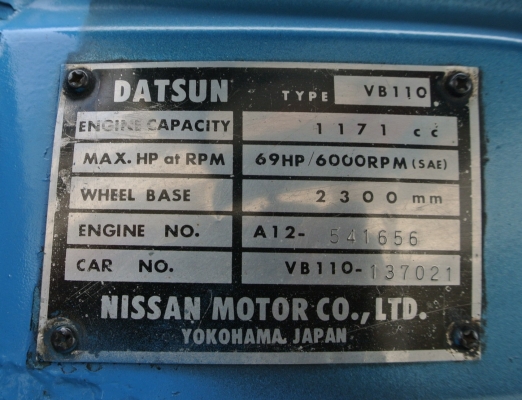 DATSUN TYPE VB110
ENGINE CAPACITY 1171 cc
MAX. HP at RPM 69HP/6000RPM (SAE)
WHEEL BASE 2300 mm
ENGINE NO. A12-541656
CAR NO. VB110-137021
NISSAN MOTOR CO., LTD.
YOKOHAMA, JAPAN